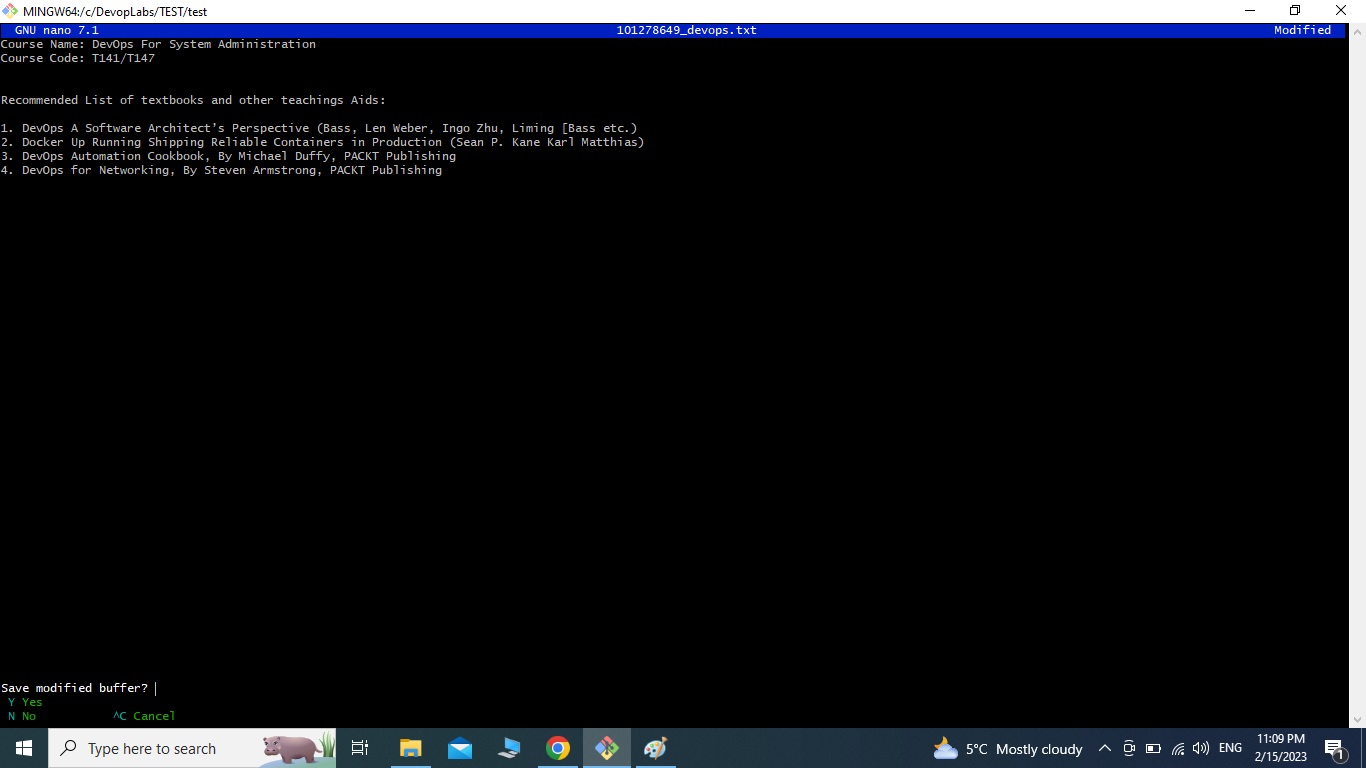 MINGW64:/c/DevopLabs/TEST/test
GNU nano 7.1 101278649_devops.txt Modified
Course Name: DevOps For System Administration
Course Code: T141/T147
Recommended List of textbooks and other teachings Aids:
1. DevOps A Software Architect's Perspective (Bass, Len Weber, Ingo Zhu, Liming [Bass etc.)
2. Docker Up Running Shipping Reliable Containers in Production (Sean P. Kane Karl Matthias)
3. DevOps Automation Cookbook, By Michael Duffy, PACKT Publishing
4. DevOps for Networking, By Steven Armstrong, PACKT Publishing
Save modified buffer?
Y Yes
N No ^C Cancel
Type here to search
5°C Mostly cloudy
ENG
11:09 PM
2/15/2023
1